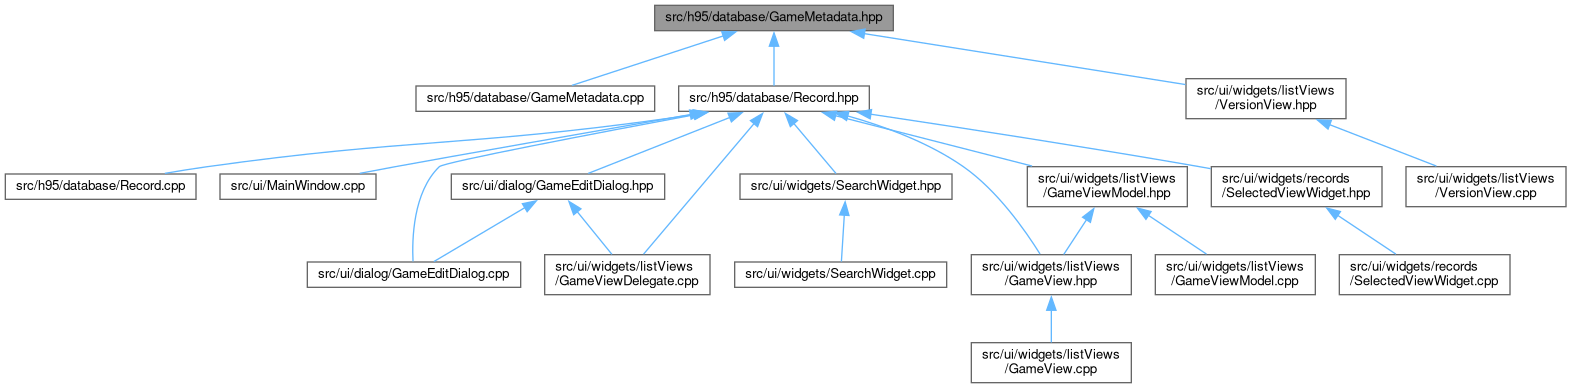 src/h95/database/GameMetadata.hpp
src/h95/database/GameMetadata.cpp
src/h95/database/Record.hpp
src/ui/widgets/listViews
/VersionView.hpp
src/h95/database/Record.cpp
src/ui/MainWindow.cpp
src/ui/dialog/GameEditDialog.hpp
src/ui/widgets/SearchWidget.hpp
src/ui/widgets/listViews
/GameViewModel.hpp
src/ui/widgets/records
/SelectedViewWidget.hpp
src/ui/widgets/listViews
/VersionView.cpp
src/ui/dialog/GameEditDialog.cpp
src/ui/widgets/listViews
/GameViewDelegate.cpp
src/ui/widgets/SearchWidget.cpp
src/ui/widgets/listViews
/GameView.hpp
src/ui/widgets/listViews
/GameViewModel.cpp
src/ui/widgets/records
/SelectedViewWidget.cpp
src/ui/widgets/listViews
/GameView.cpp